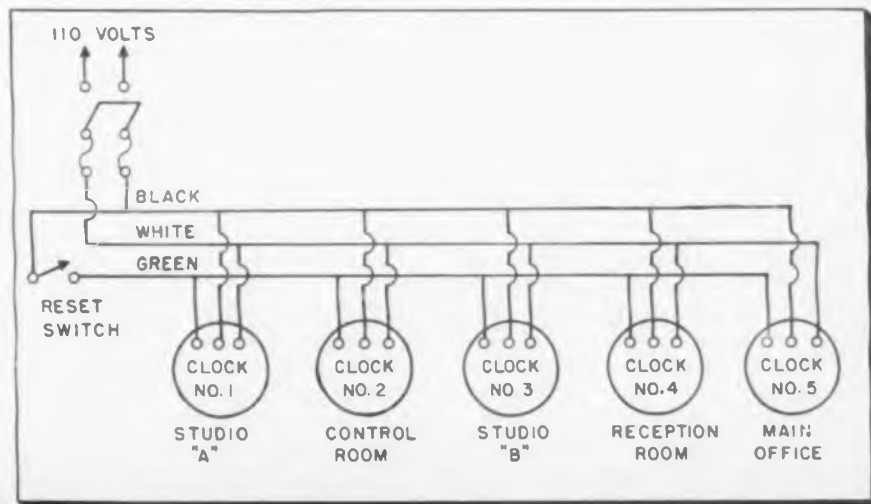 110 VOLTS
BLACK
WHITE
GREEN
RESET
SWITCH
CLOCK
NO. 1
CLOCK
NO. 2
CLOCK
NO. 3
CLOCK
NO. 4
CLOCK
NO. 5
STUDIO
"A"
CONTROL
ROOM
STUDIO
"B"
RECEPTION
ROOM
MAIN
OFFICE